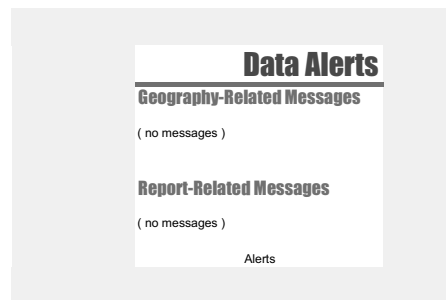 Data Alerts
Geography-Related Messages
( no messages )
Report-Related Messages
( no messages )
Alerts